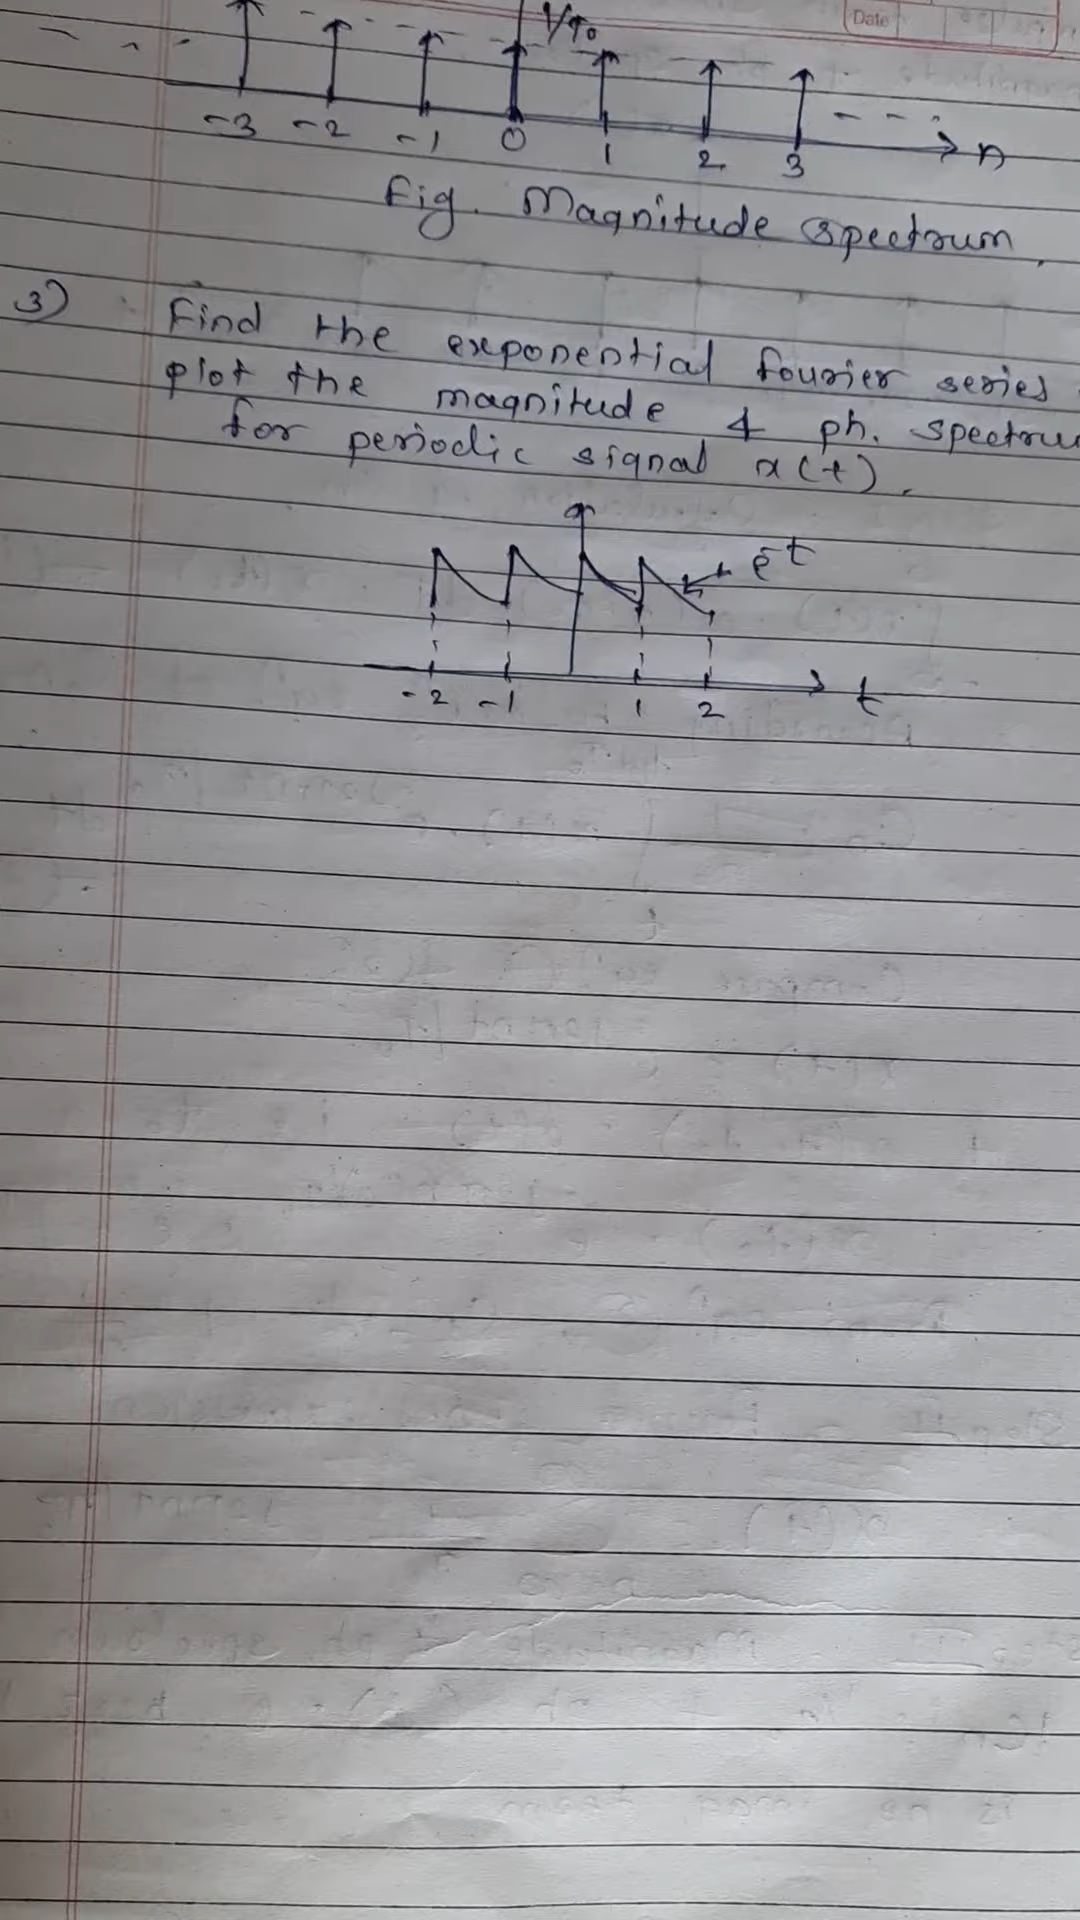 Date
1/T₀
-3 -2 -1 0 1 2 3 n
Fig. Magnitude spectrum.
3) Find the exponential fourier series
plot the magnitude & ph. spectru
for periodic signal x(t).
e^-t
-2 -1 1 2 t